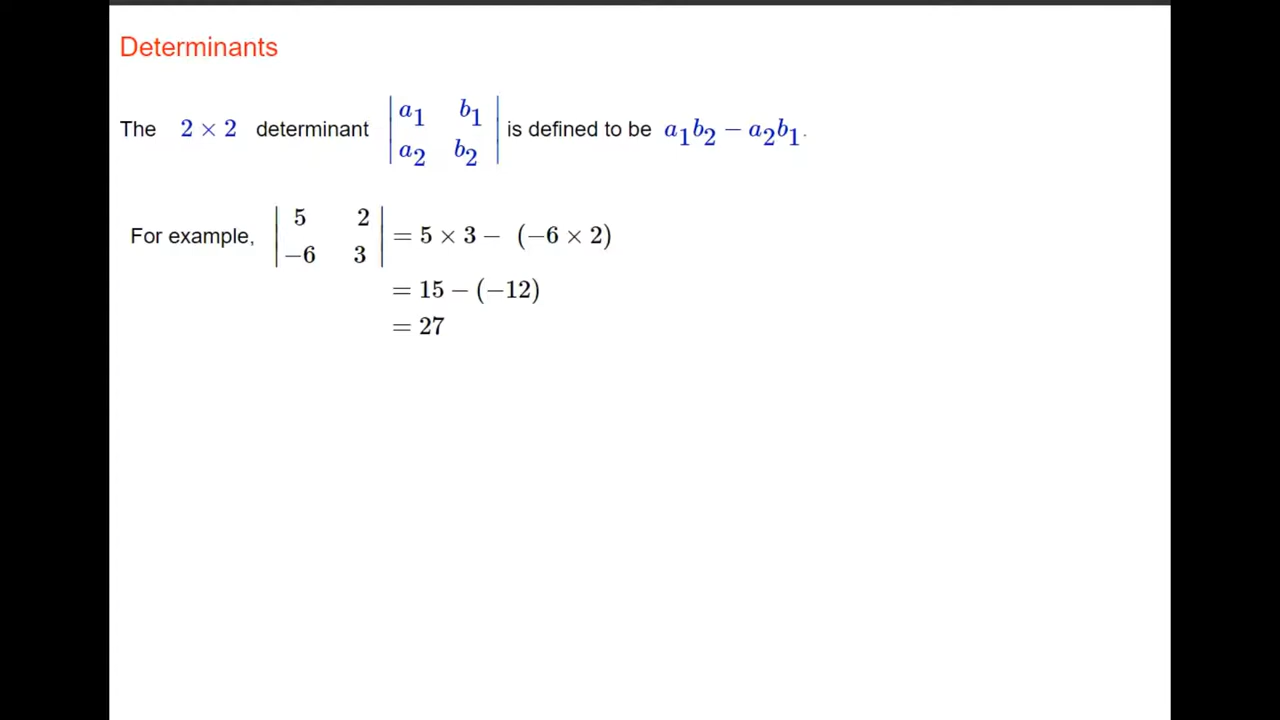 Determinants
The 2 × 2 determinant | a₁ b₁ | is defined to be a₁b₂ − a₂b₁.
| a₂ b₂ |
For example, | 5 2 | = 5 × 3 − (−6 × 2)
| −6 3 |
= 15 − (−12)
= 27